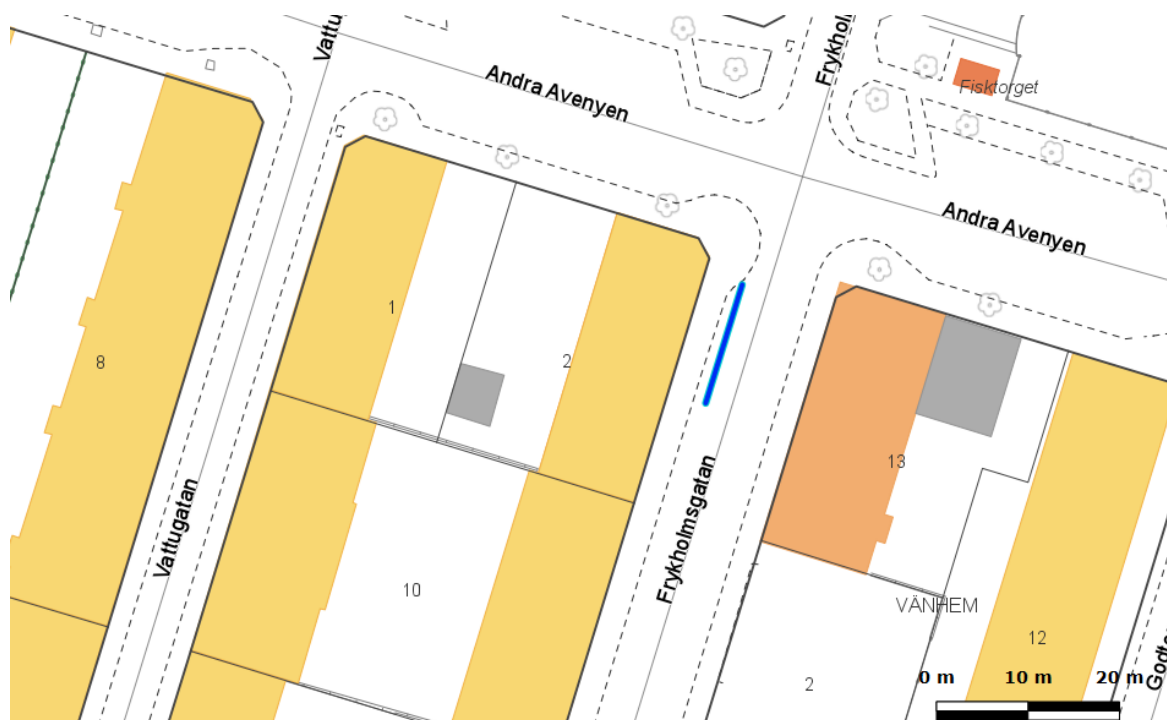 Vattu
Frykholm
Andra Avenyen
Fisktorget
Andra Avenyen
1
2
8
13
Vattugatan
Frykholmsgatan
10
VÄNHEM
12
2
0 m 10 m 20 m